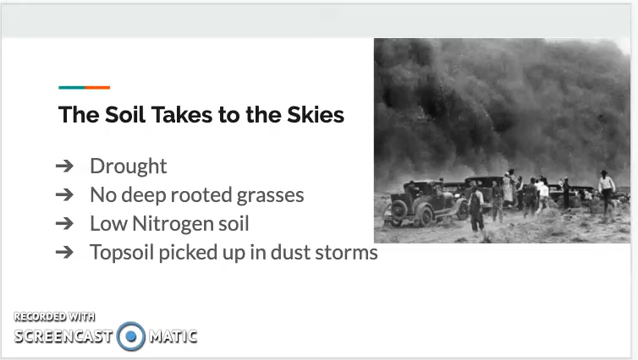 The Soil Takes to the Skies
➔ Drought
➔ No deep rooted grasses
➔ Low Nitrogen soil
➔ Topsoil picked up in dust storms
RECORDED WITH
SCREENCAST MATIC